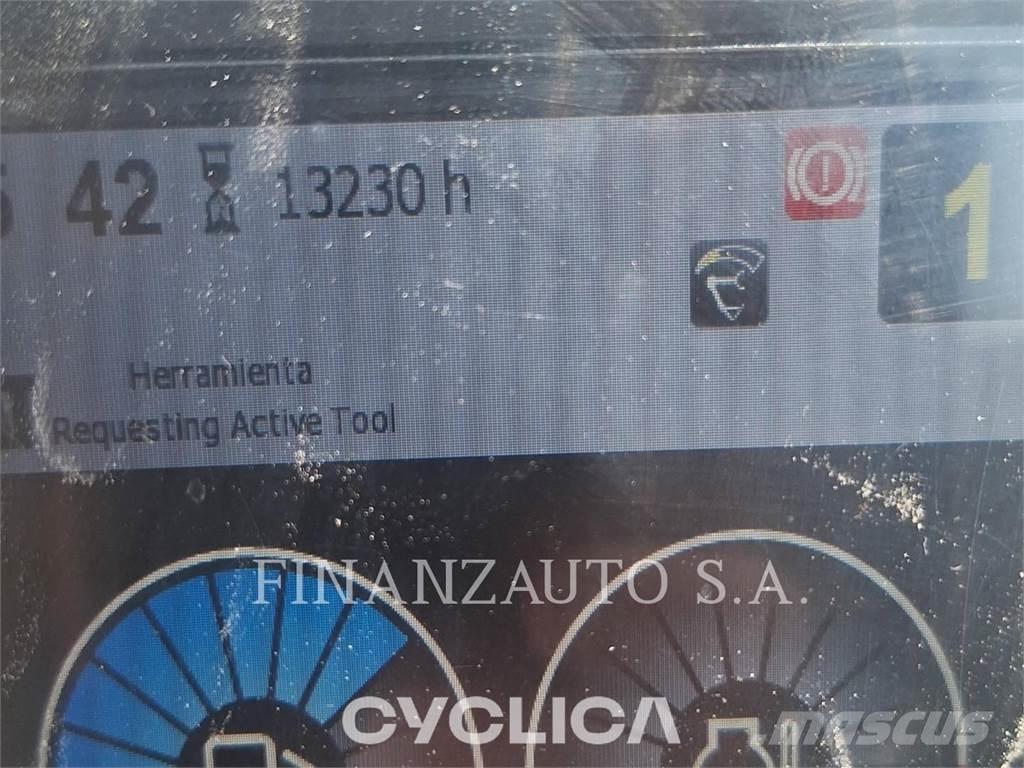 42 13230 h
1
Herramienta
Requesting Active Tool
FINANZAUTO S.A.
CYCLICA
mascus